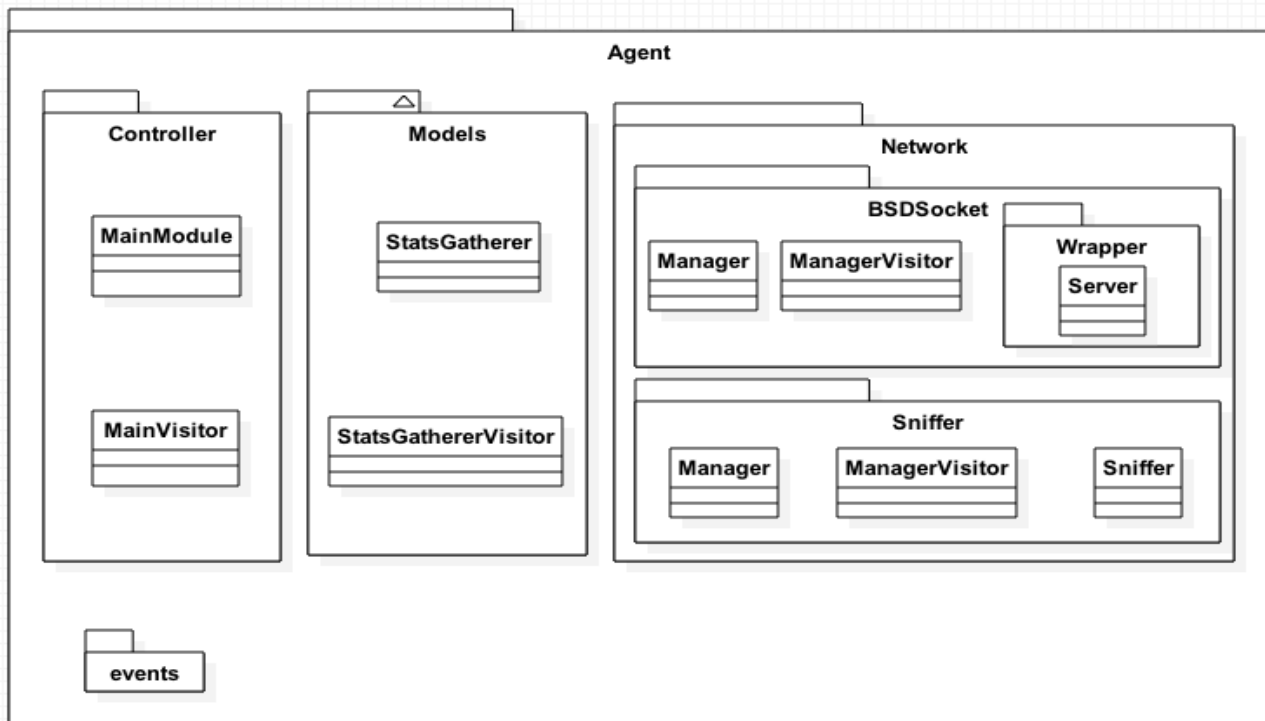 Agent
Controller
MainModule
MainVisitor
Models
StatsGatherer
StatsGathererVisitor
Network
BSDSocket
Manager
ManagerVisitor
Wrapper
Server
Sniffer
Manager
ManagerVisitor
Sniffer
events